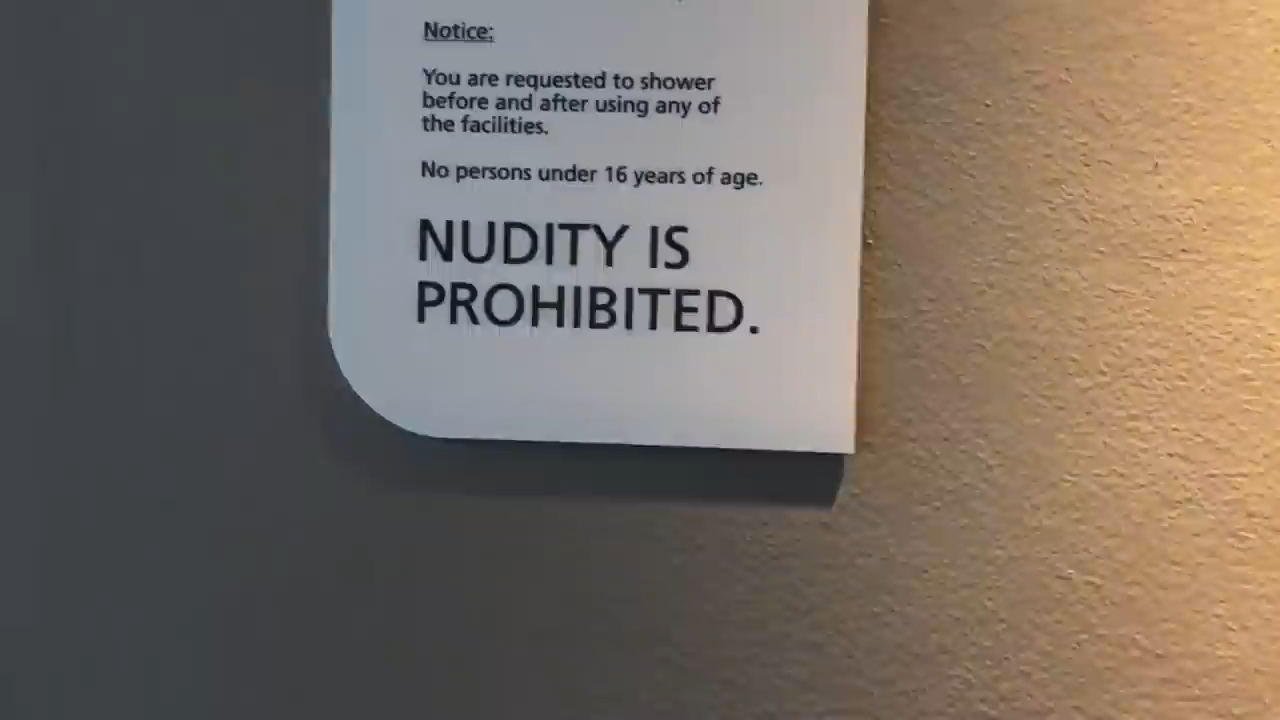 Notice:
You are requested to shower
before and after using any of
the facilities.
No persons under 16 years of age.
NUDITY IS
PROHIBITED.